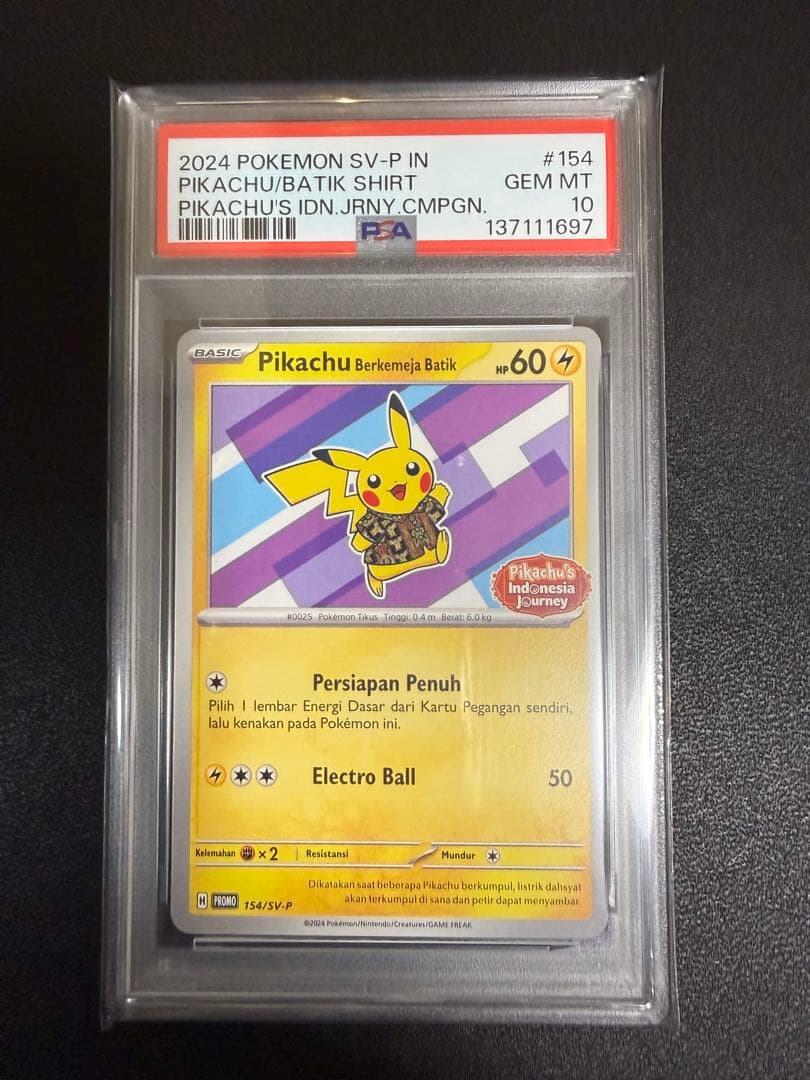 2024 POKEMON SV-P IN #154
PIKACHU/BATIK SHIRT GEM MT
PIKACHU'S IDN.JRNY.CMPGN. 10
PSA 137111697
BASIC Pikachu Berkemeja Batik HP 60
Pikachu's
Indonesia
Journey
#0025 Pokémon Tikus Tinggi: 0.4 m Berat: 6.0 kg
Persiapan Penuh
Pilih 1 lembar Energi Dasar dari Kartu Pegangan sendiri,
lalu kenakan pada Pokémon ini.
Electro Ball 50
Kelemahan ×2 Resistansi Mundur
Dikatakan saat beberapa Pikachu berkumpul, listrik dahsyat
akan terkumpul di sana dan petir dapat menyambar.
H PROMO 154/SV-P
©2024 Pokémon/Nintendo/Creatures/GAME FREAK